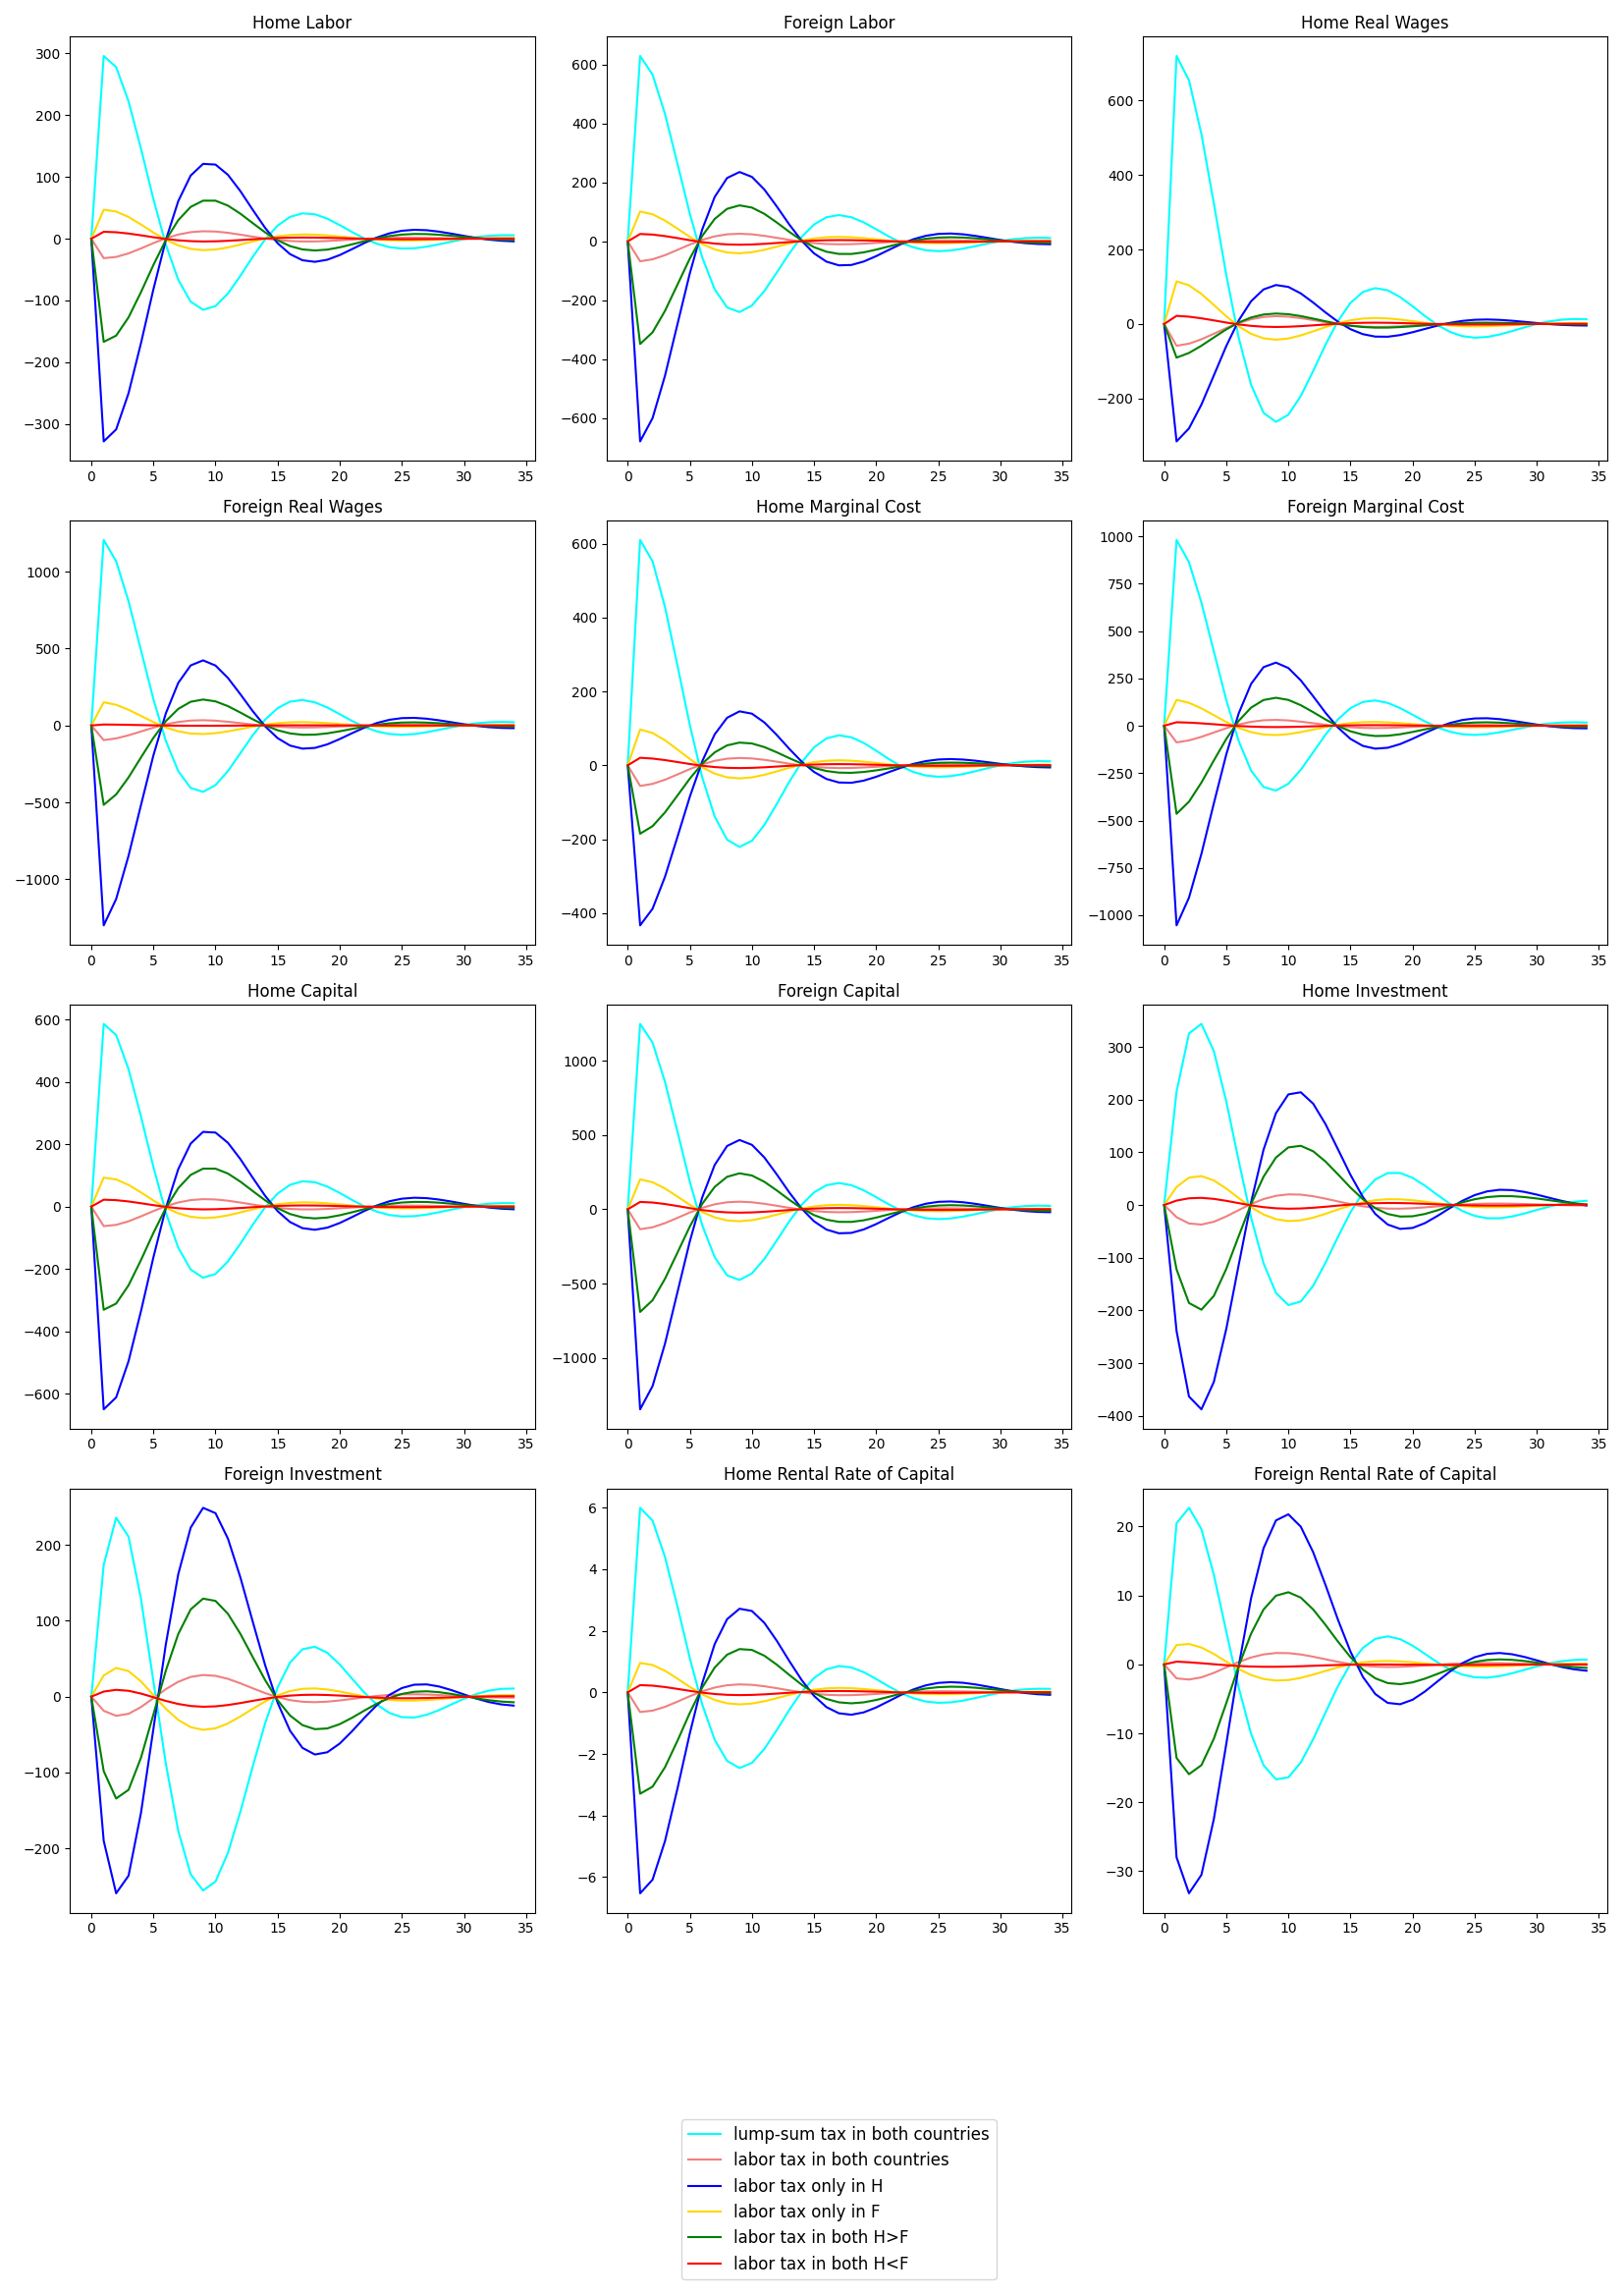 Home Labor
Foreign Labor
Home Real Wages
300
200
100
0
−100
−200
−300
0 5 10 15 20 25 30 35
600
400
200
0
−200
−400
−600
0 5 10 15 20 25 30 35
600
400
200
0
−200
0 5 10 15 20 25 30 35
Foreign Real Wages
Home Marginal Cost
Foreign Marginal Cost
1000
500
0
−500
−1000
0 5 10 15 20 25 30 35
600
400
200
0
−200
−400
0 5 10 15 20 25 30 35
1000
750
500
250
0
−250
−500
−750
−1000
0 5 10 15 20 25 30 35
Home Capital
Foreign Capital
Home Investment
600
400
200
0
−200
−400
−600
0 5 10 15 20 25 30 35
1000
500
0
−500
−1000
0 5 10 15 20 25 30 35
300
200
100
0
−100
−200
−300
−400
0 5 10 15 20 25 30 35
Foreign Investment
Home Rental Rate of Capital
Foreign Rental Rate of Capital
200
100
0
−100
−200
0 5 10 15 20 25 30 35
6
4
2
0
−2
−4
−6
0 5 10 15 20 25 30 35
20
10
0
−10
−20
−30
0 5 10 15 20 25 30 35
lump-sum tax in both countries
labor tax in both countries
labor tax only in H
labor tax only in F
labor tax in both H>F
labor tax in both H<F